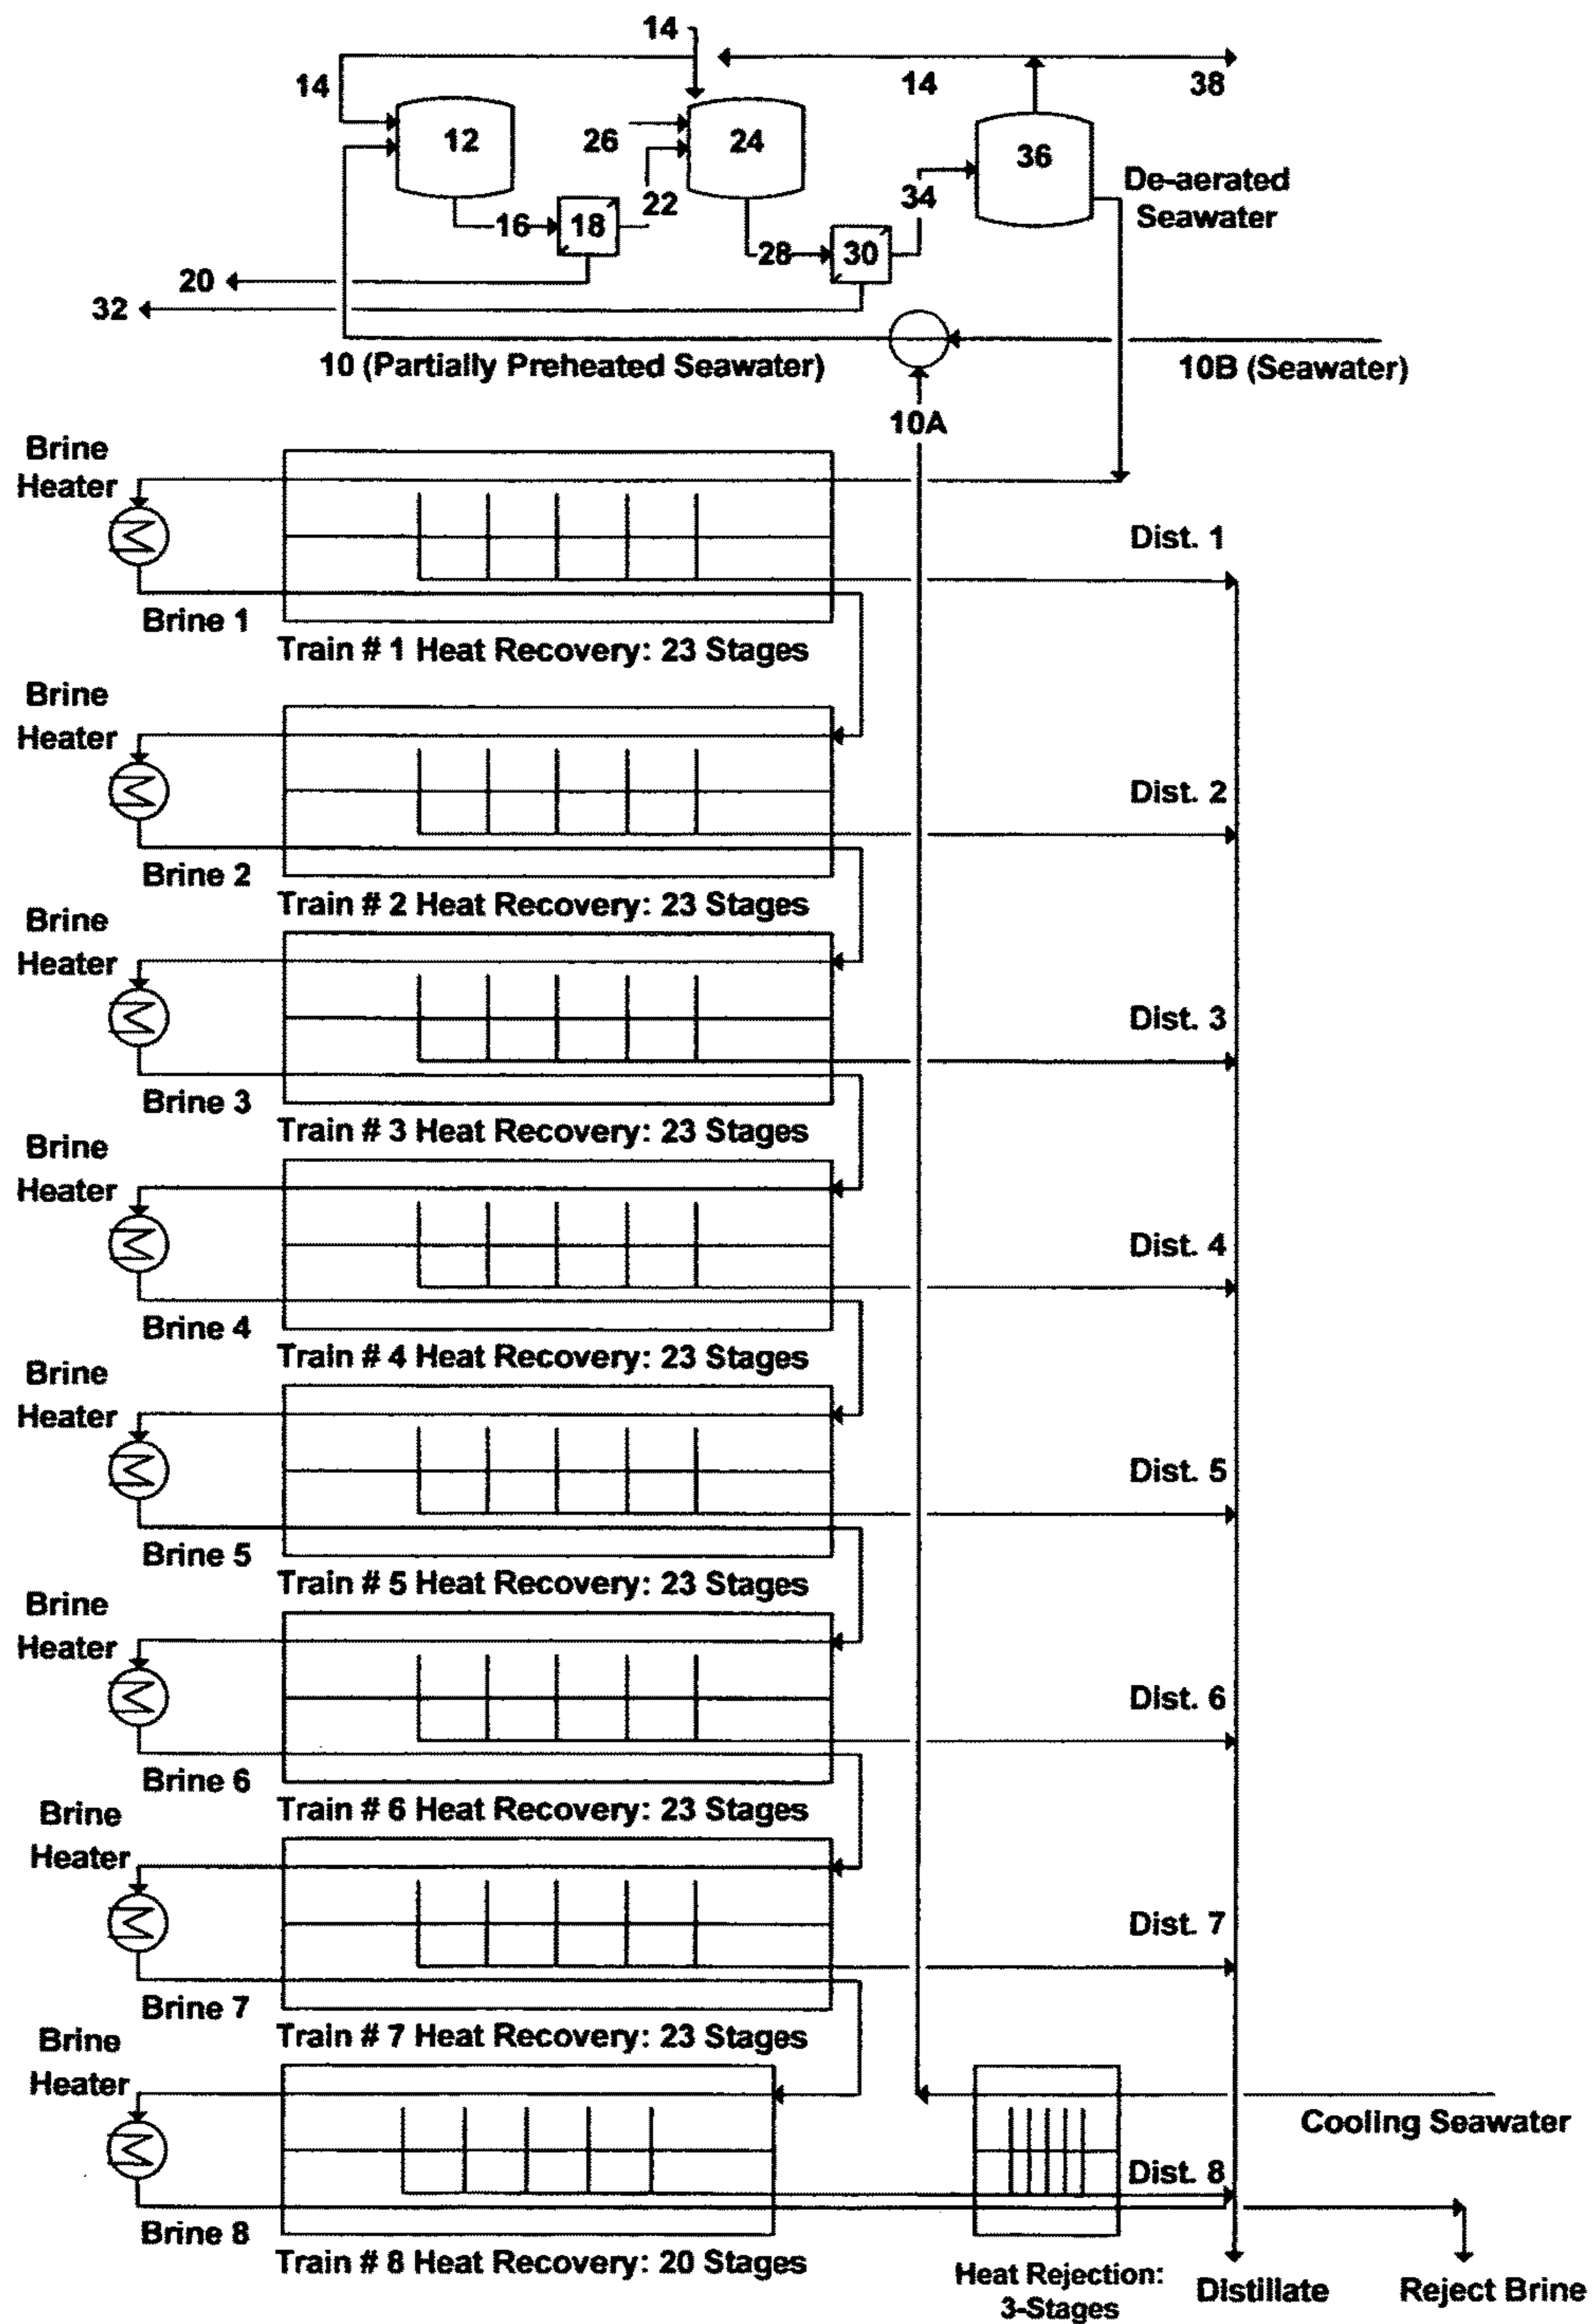 14
14
14
38
12
26
24
36
De-aerated
Seawater
16
18
22
34
28
30
20
32
10 (Partially Preheated Seawater)
10B (Seawater)
10A
Brine
Heater
Dist. 1
Brine 1
Train # 1 Heat Recovery: 23 Stages
Brine
Heater
Dist. 2
Brine 2
Train # 2 Heat Recovery: 23 Stages
Brine
Heater
Dist. 3
Brine 3
Train # 3 Heat Recovery: 23 Stages
Brine
Heater
Dist. 4
Brine 4
Train # 4 Heat Recovery: 23 Stages
Brine
Heater
Dist. 5
Brine 5
Train # 5 Heat Recovery: 23 Stages
Brine
Heater
Dist. 6
Brine 6
Train # 6 Heat Recovery: 23 Stages
Brine
Heater
Dist. 7
Brine 7
Train # 7 Heat Recovery: 23 Stages
Brine
Heater
Cooling Seawater
Dist. 8
Brine 8
Train # 8 Heat Recovery: 20 Stages
Heat Rejection:
3-Stages
Distillate
Reject Brine